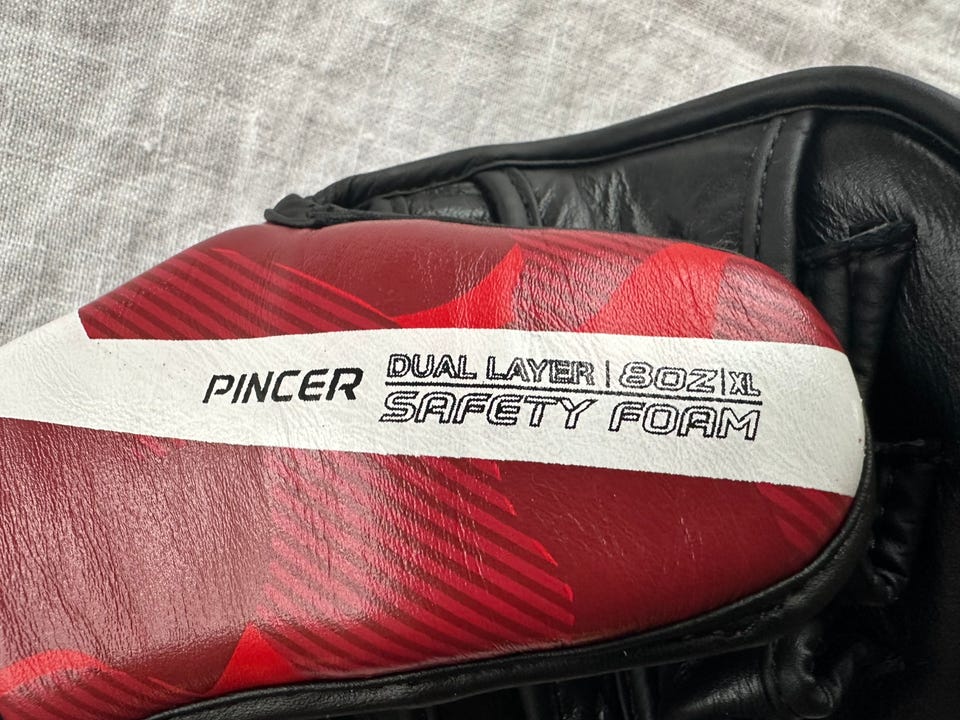 PINCER
DUAL LAYER | 8OZ | XL
SAFETY FOAM